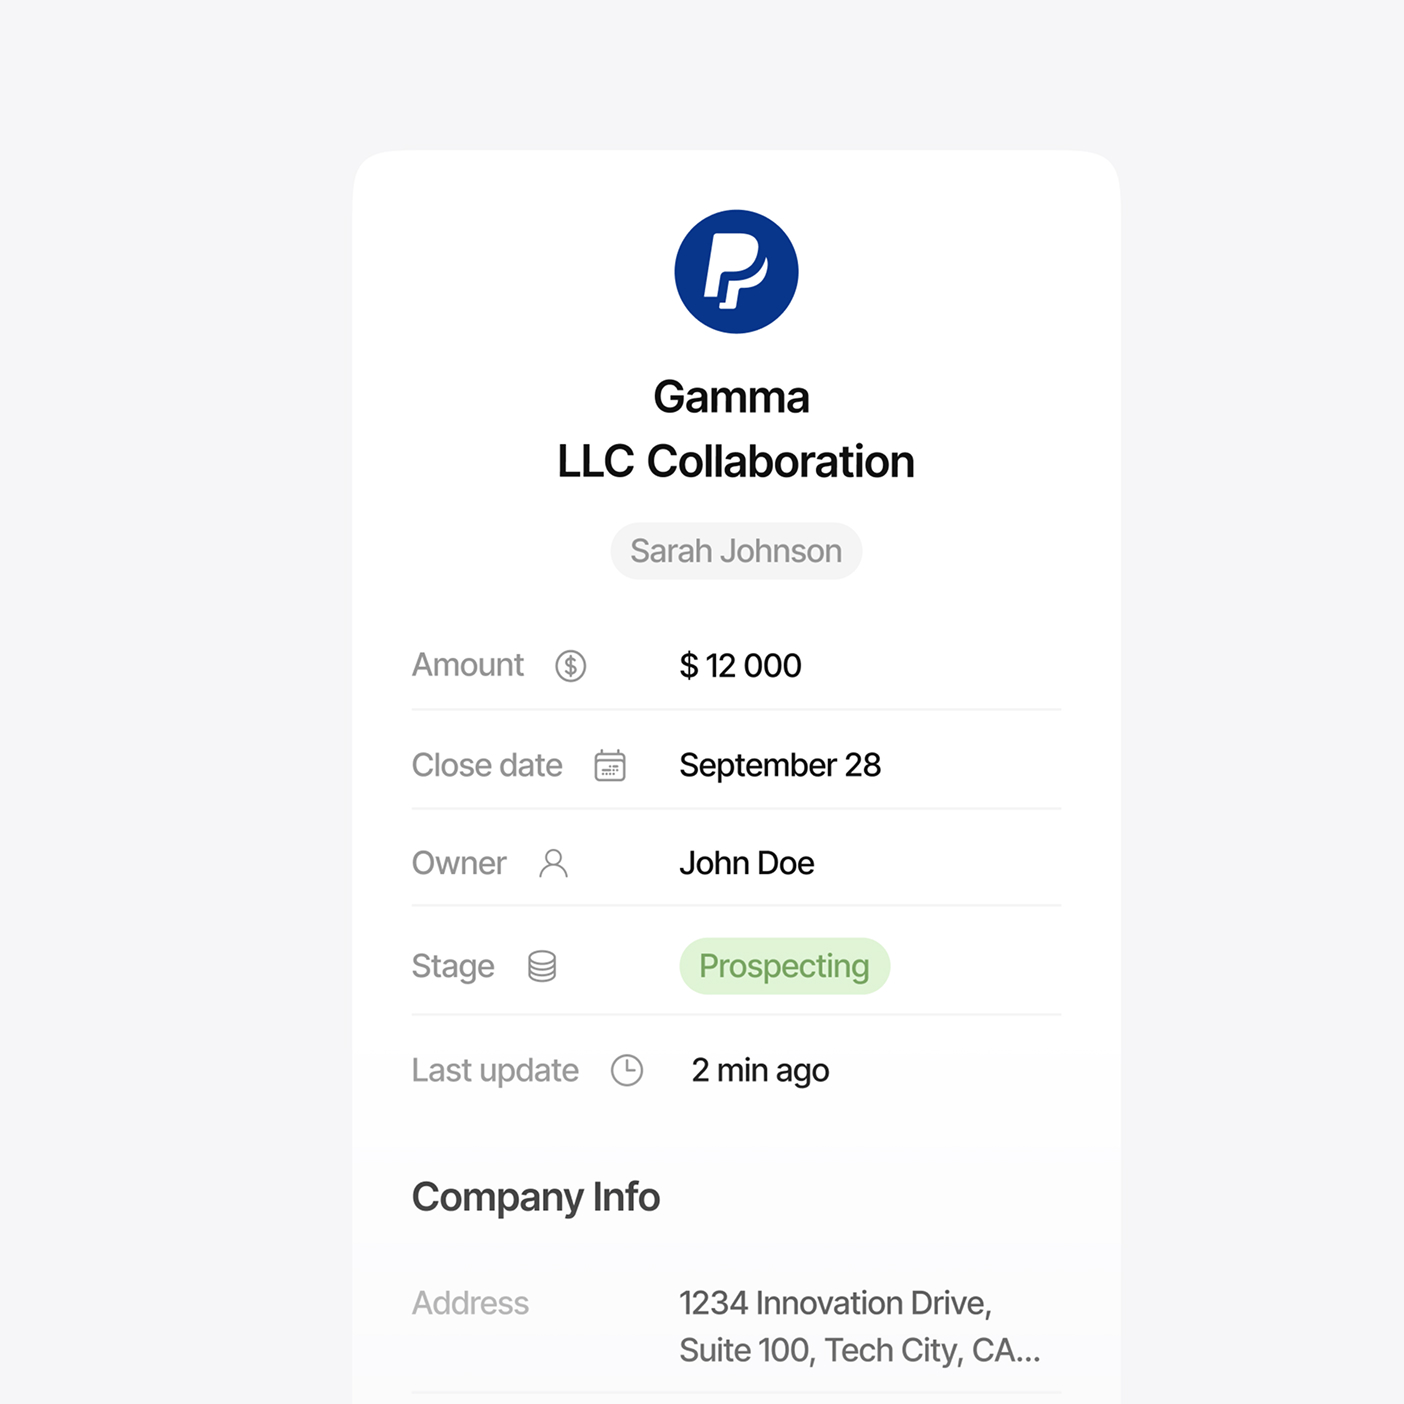 Gamma
LLC Collaboration
Sarah Johnson
Amount $ 12 000
Close date September 28
Owner John Doe
Stage Prospecting
Last update 2 min ago
Company Info
Address 1234 Innovation Drive,
Suite 100, Tech City, CA...